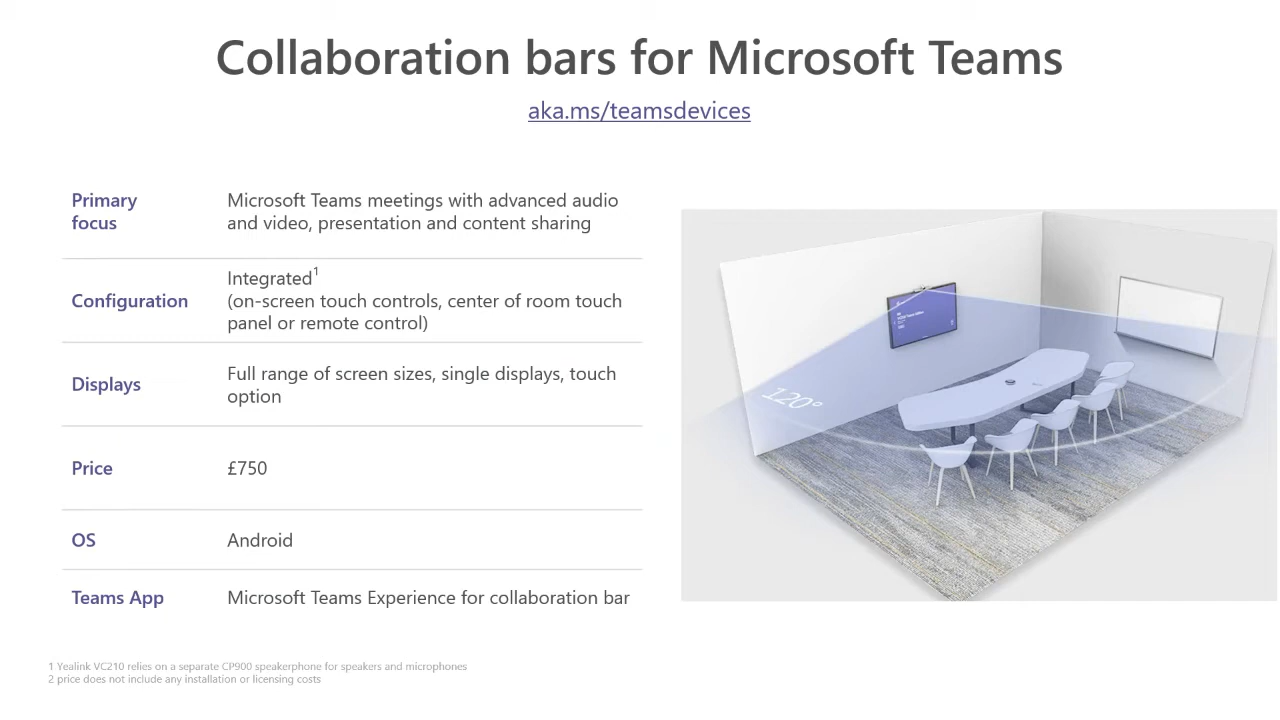 Collaboration bars for Microsoft Teams
aka.ms/teamsdevices
Primary
focus
Microsoft Teams meetings with advanced audio
and video, presentation and content sharing
Configuration
Integrated1
(on-screen touch controls, center of room touch
panel or remote control)
Displays
Full range of screen sizes, single displays, touch
option
Price
£750
OS
Android
Teams App
Microsoft Teams Experience for collaboration bar
120°
1 Yealink VC210 relies on a separate CP900 speakerphone for speakers and microphones
2 price does not include any installation or licensing costs